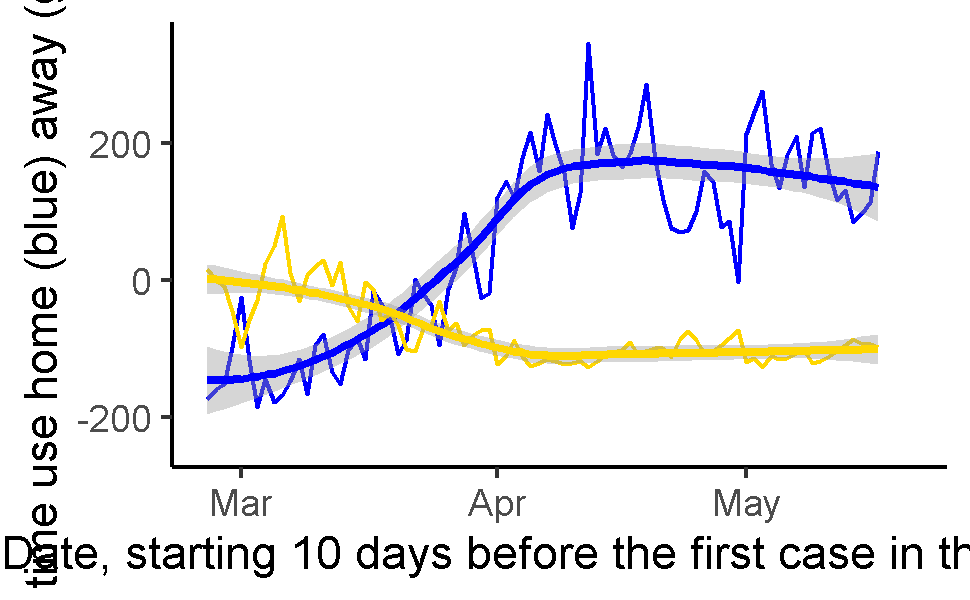 time use home (blue) away (
200
0
-200
Mar Apr May
Date, starting 10 days before the first case in th